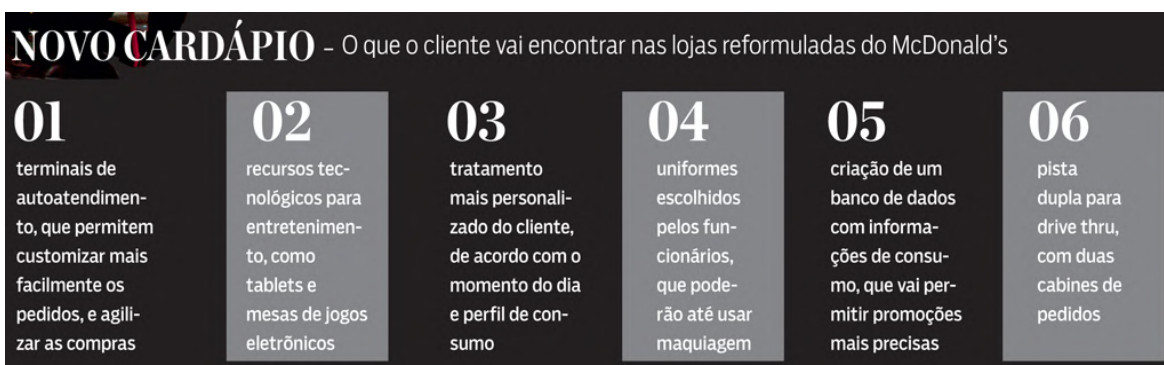 NOVO CARDÁPIO – O que o cliente vai encontrar nas lojas reformuladas do McDonald's
01
terminais de
autoatendimen-
to, que permitem
customizar mais
facilmente os
pedidos, e agili-
zar as compras
02
recursos tec-
nológicos para
entretenimen-
to, como
tablets e
mesas de jogos
eletrõnicos
03
tratamento
mais personali-
zado do cliente,
de acordo com o
momento do dia
e perfil de con-
sumo
04
uniformes
escolhidos
pelos fun-
cionários,
que pode-
rão até usar
maquiagem
05
criação de um
banco de dados
com informa-
ções de consu-
mo, que vai per-
mitir promoções
mais precisas
06
pista
dupla para
drive thru,
com duas
cabines de
pedidos